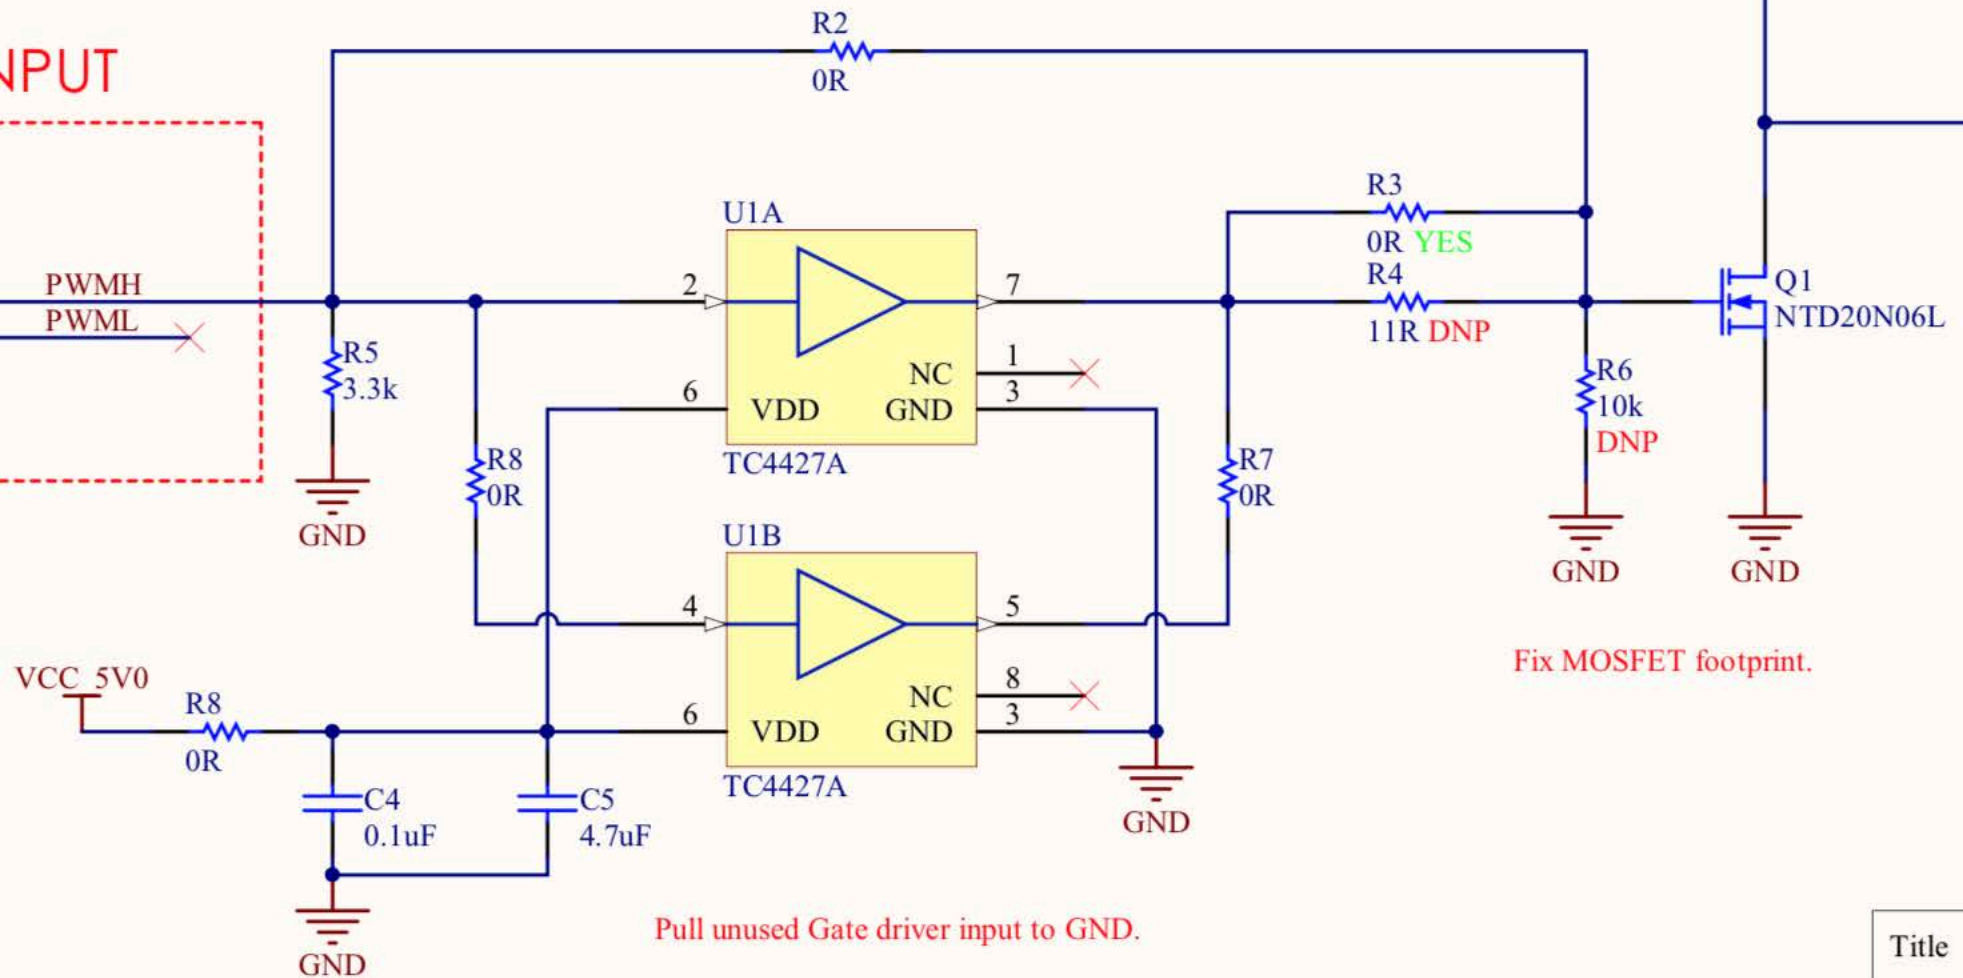 R2
0R
NPUT
PWMH
PWML
R5
3.3k
GND
U1A
2
7
NC
1
6
VDD
GND
3
TC4427A
R3
0R YES
R4
11R DNP
Q1
NTD20N06L
R6
10k
DNP
GND
GND
R8
0R
R7
0R
U1B
4
5
NC
8
6
VDD
GND
3
TC4427A
GND
Fix MOSFET footprint.
VCC_5V0
R8
0R
C4
0.1uF
C5
4.7uF
GND
Pull unused Gate driver input to GND.
Title